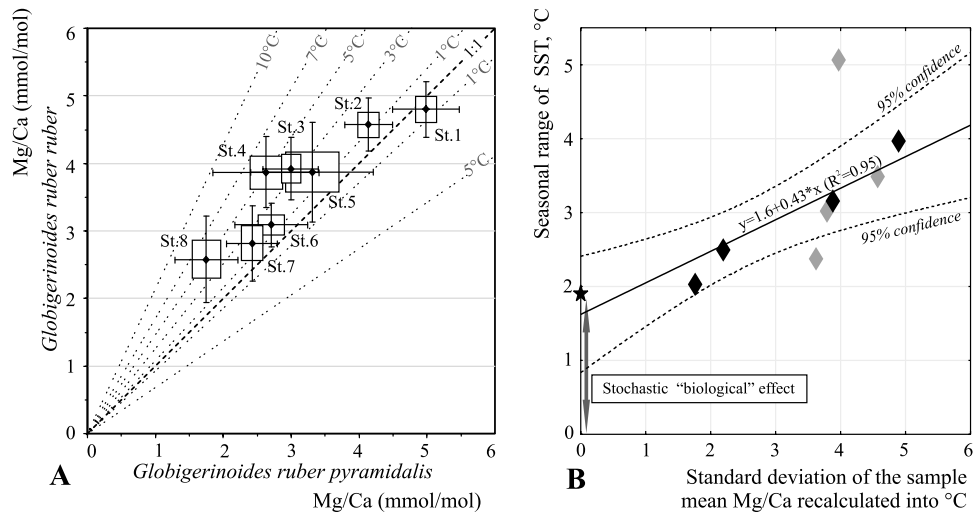 Mg/Ca (mmol/mol)
Globigerinoides ruber ruber
6
5
4
3
2
1
0
10°C
7°C
5°C
3°C
1°C
1:1
1°C
5°C
St.2
St.1
St.3
St.4
St.5
St.6
St.7
St.8
0 1 2 3 4 5 6
A
Globigerinoides ruber pyramidalis
Mg/Ca (mmol/mol)
B
Seasonal range of SST, °C
5
4
3
2
1
0
95% confidence
y=1.6+0.43*x (R²=0.95)
95% confidence
Stochastic “biological” effect
0 1 2 3 4 5 6
B
Standard deviation of the sample
mean Mg/Ca recalculated into °C